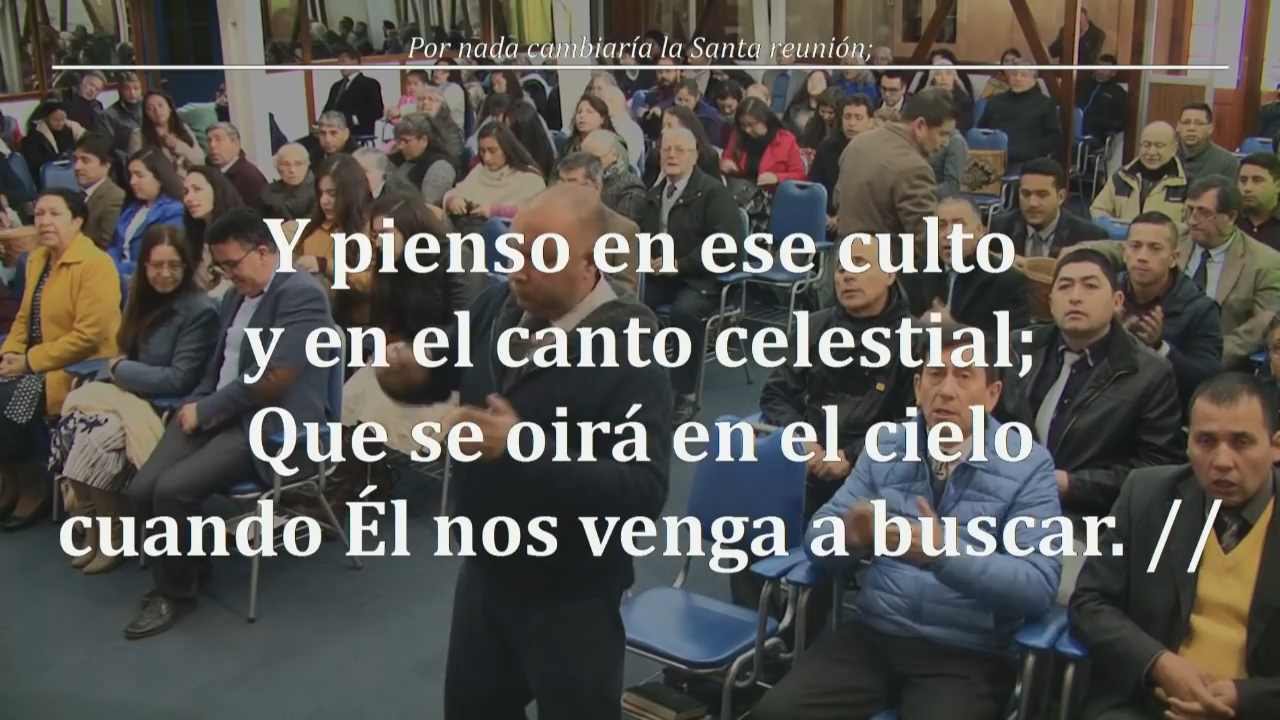 Por nada cambiaría la Santa reunión;
Y pienso en ese culto
y en el canto celestial;
Que se oirá en el cielo
cuando Él nos venga a buscar. //